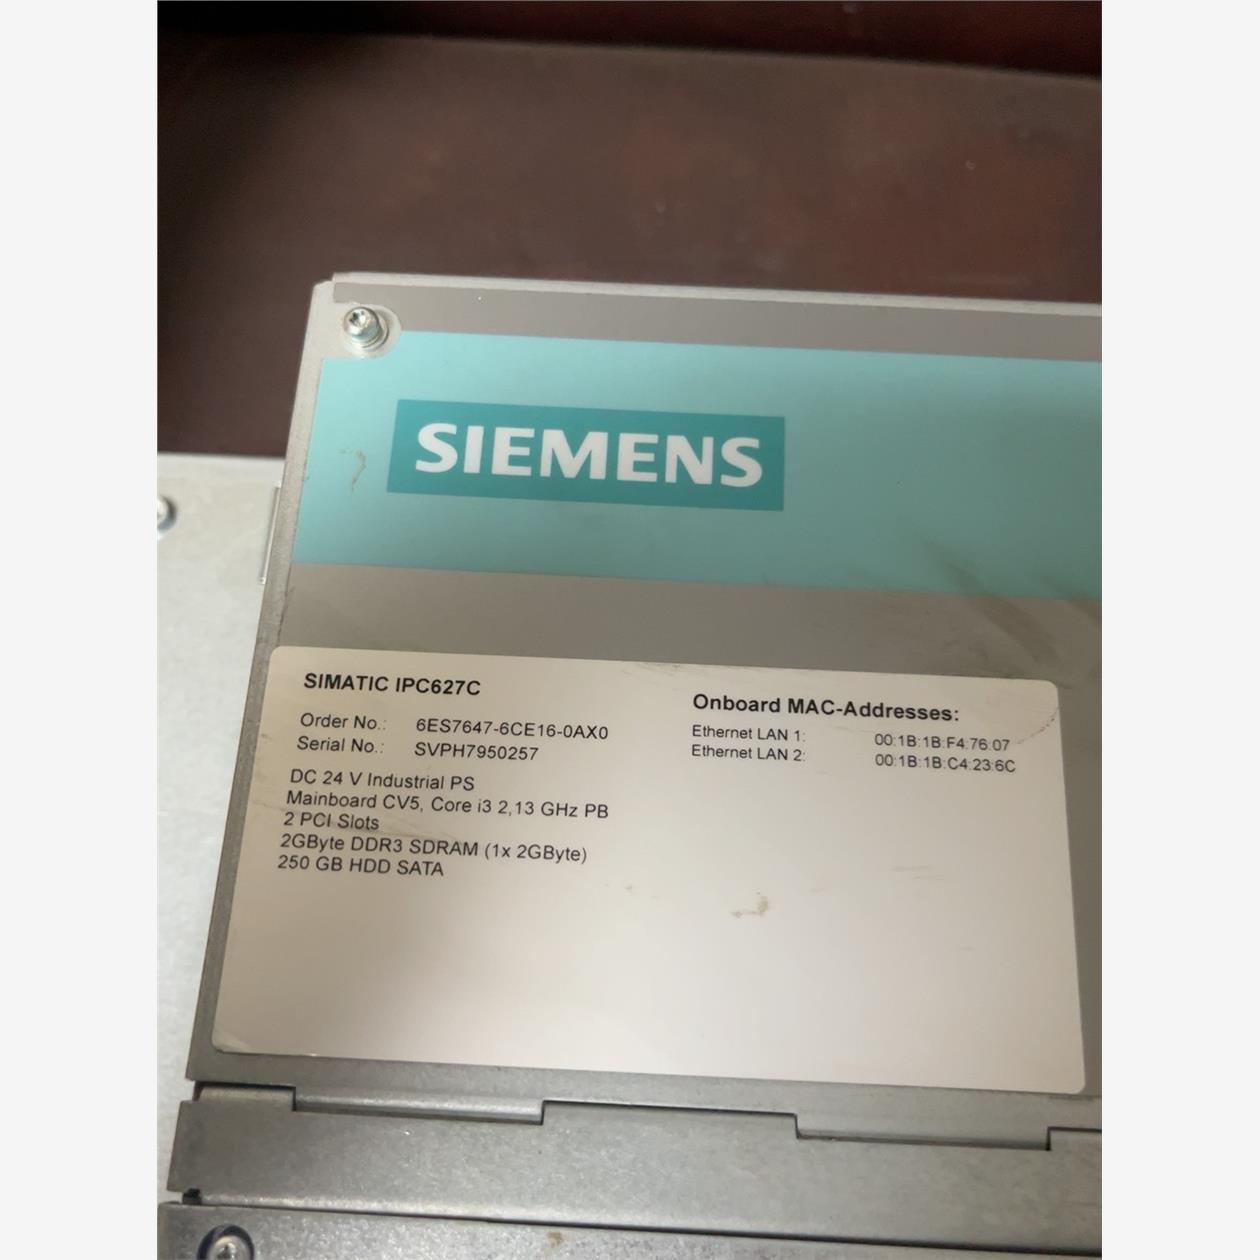 SIEMENS
SIMATIC IPC627C
Order No.: 6ES7647-6CE16-0AX0
Serial No.: SVPH7950257
DC 24 V Industrial PS
Mainboard CV5, Core i3 2,13 GHz PB
2 PCI Slots
2GByte DDR3 SDRAM (1x 2GByte)
250 GB HDD SATA
Onboard MAC-Addresses:
Ethernet LAN 1: 00:1B:1B:F4:76:07
Ethernet LAN 2: 00:1B:1B:C4:23:6C